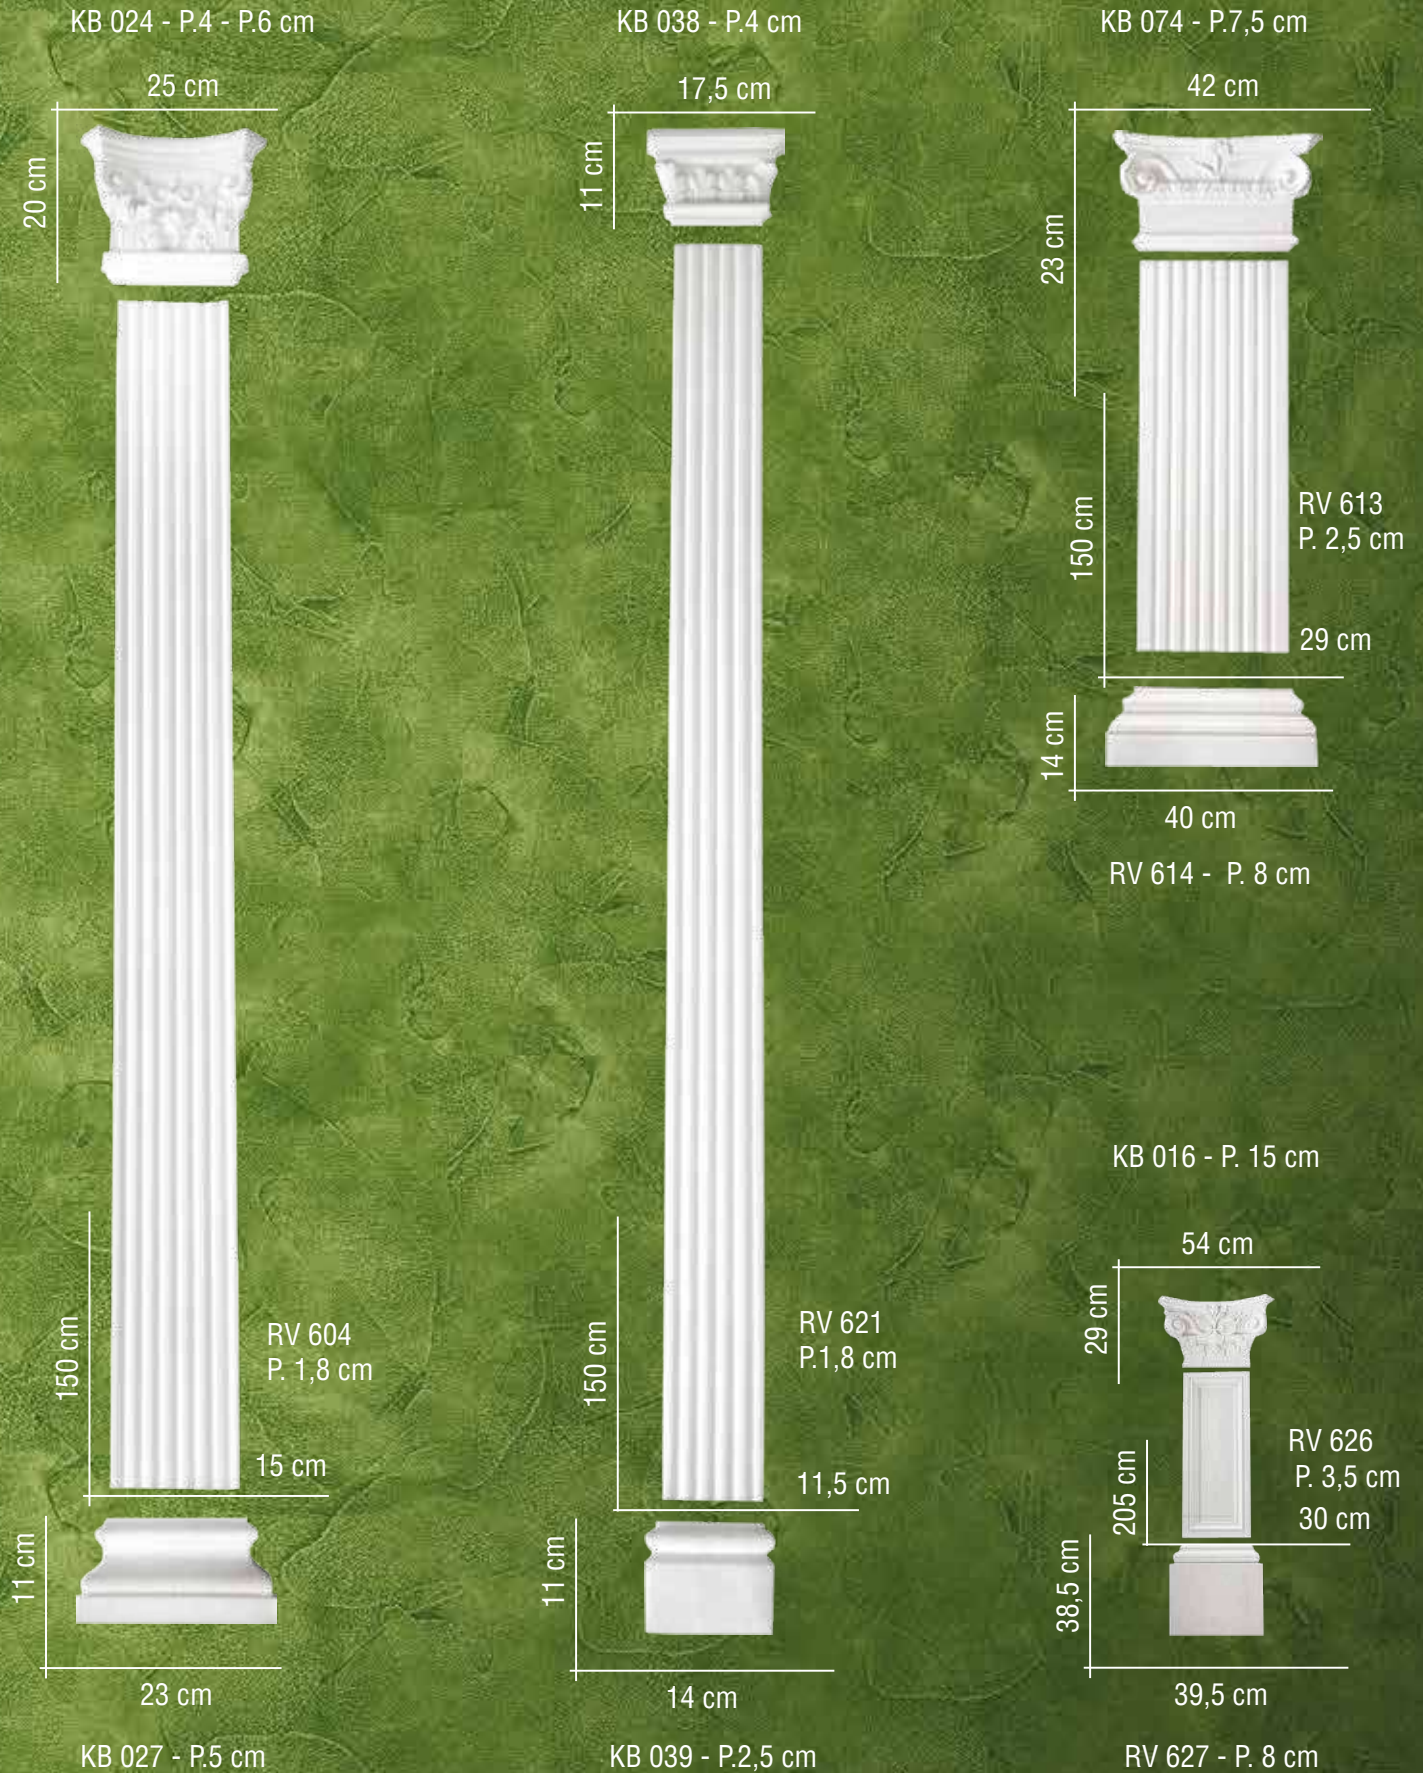 KB 024 - P.4 - P.6 cm
25 cm
20 cm
150 cm
RV 604
P. 1,8 cm
15 cm
11 cm
23 cm
KB 027 - P.5 cm
KB 038 - P.4 cm
17,5 cm
11 cm
150 cm
RV 621
P.1,8 cm
11,5 cm
11 cm
14 cm
KB 039 - P.2,5 cm
KB 074 - P.7,5 cm
42 cm
23 cm
150 cm
RV 613
P. 2,5 cm
29 cm
14 cm
40 cm
RV 614 - P. 8 cm
KB 016 - P. 15 cm
54 cm
29 cm
205 cm
RV 626
P. 3,5 cm
30 cm
38,5 cm
39,5 cm
RV 627 - P. 8 cm